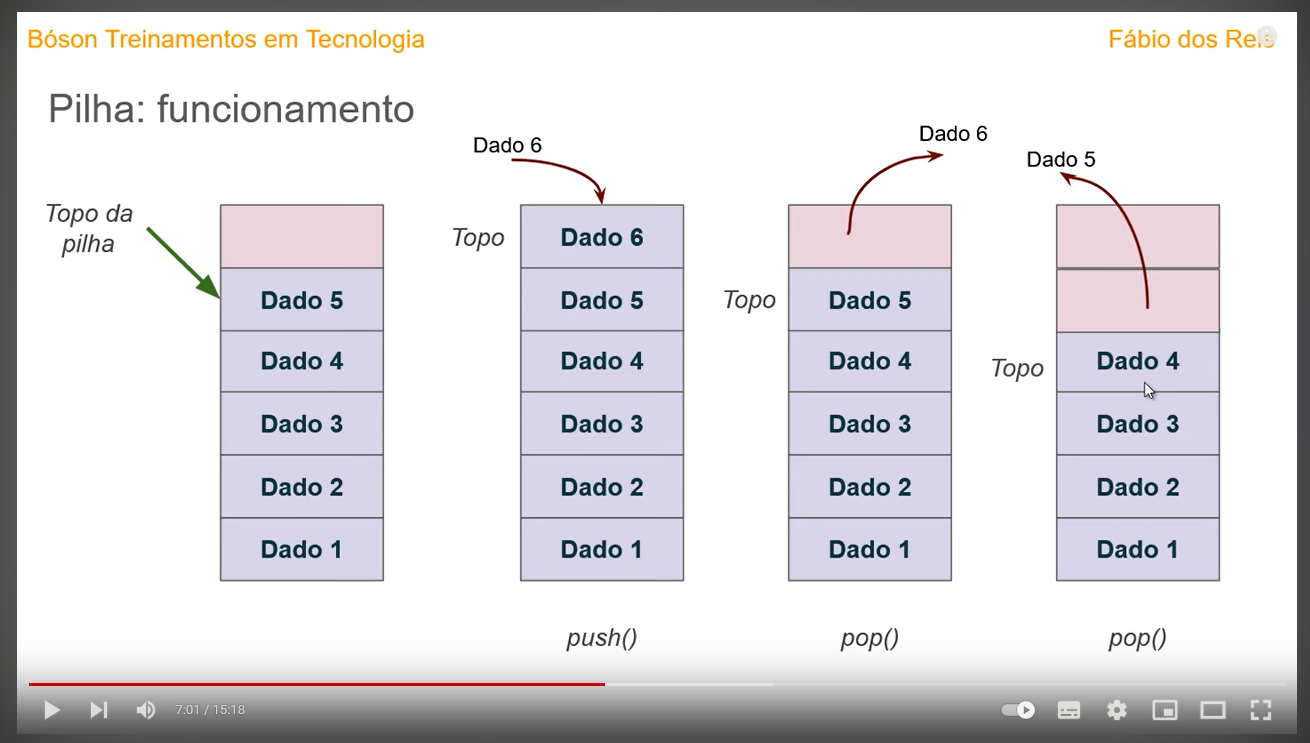 Bóson Treinamentos em Tecnologia
Fábio dos Reis
Pilha: funcionamento
Dado 6
Dado 6
Dado 5
Topo da
pilha
Dado 5
Dado 4
Dado 3
Dado 2
Dado 1
Topo
Dado 6
Dado 5
Dado 4
Dado 3
Dado 2
Dado 1
push()
Topo
Dado 5
Dado 4
Dado 3
Dado 2
Dado 1
pop()
Topo
Dado 4
Dado 3
Dado 2
Dado 1
pop()
7:01 / 15:18